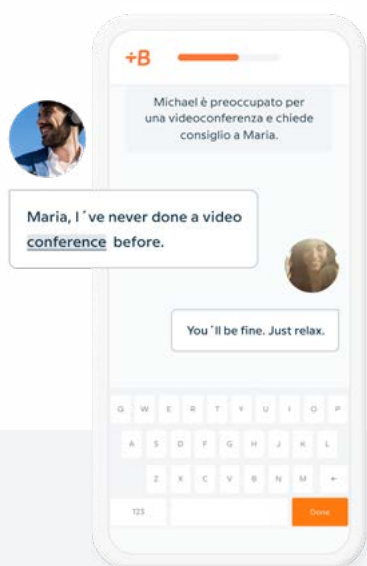 +B
Michael è preoccupato per
una videoconferenza e chiede
consiglio a Maria.
Maria, I´ve never done a video
conference before.
You´ll be fine. Just relax.
Q W E R T Y U I O P
A S D F G H J K L
Z X C V B N M ←
123 Done